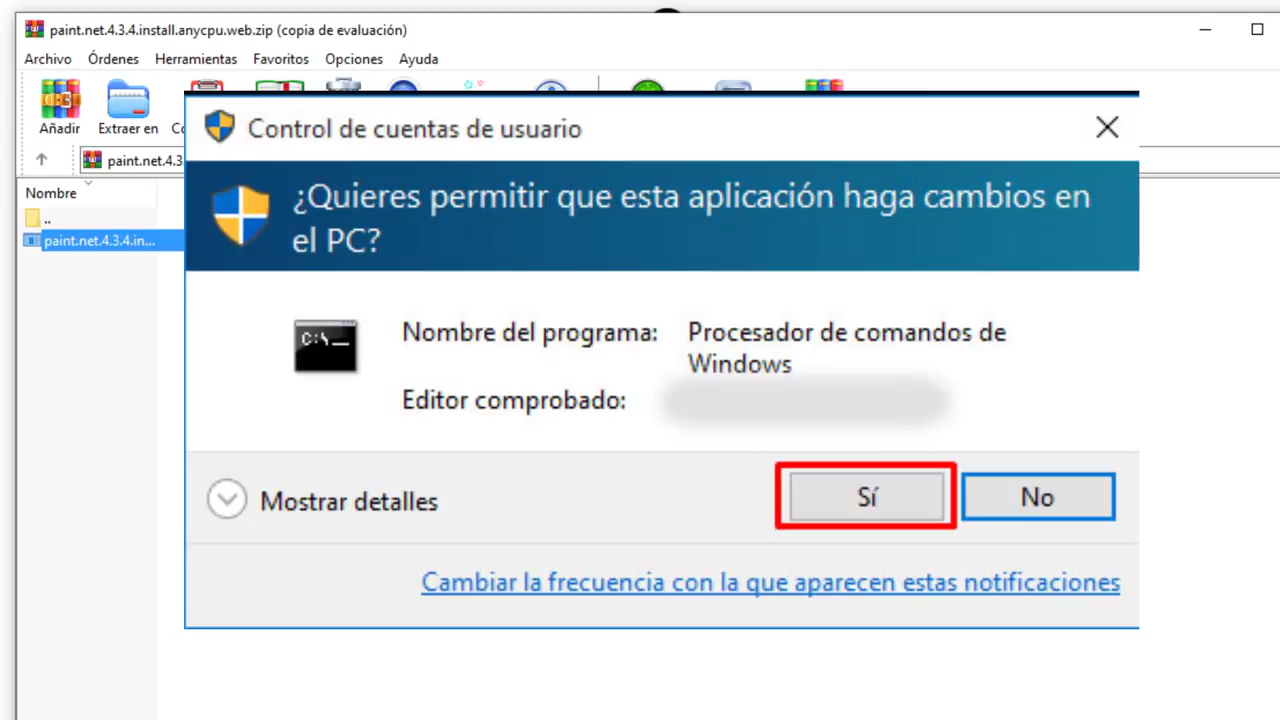 paint.net.4.3.4.install.anycpu.web.zip (copia de evaluación)
Archivo Órdenes Herramientas Favoritos Opciones Ayuda
Añadir Extraer en
paint.net.4.3
Nombre
..
paint.net.4.3.4.in...
Control de cuentas de usuario
¿Quieres permitir que esta aplicación haga cambios en
el PC?
C:\
Nombre del programa: Procesador de comandos de
Windows
Editor comprobado:
Mostrar detalles
Sí No
Cambiar la frecuencia con la que aparecen estas notificaciones